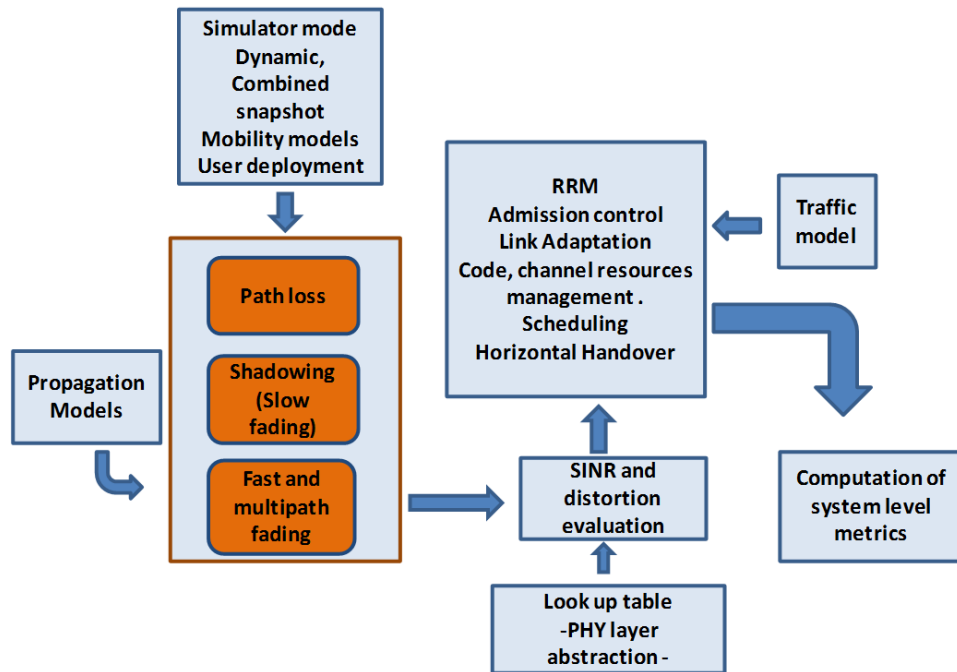 Simulator mode
Dynamic,
Combined
snapshot
Mobility models
User deployment
RRM
Admission control
Link Adaptation
Code, channel resources
management .
Scheduling
Horizontal Handover
Traffic
model
Path loss
Shadowing
(Slow
fading)
Propagation
Models
Fast and
multipath
fading
SINR and
distortion
evaluation
Computation of
system level
metrics
Look up table
-PHY layer
abstraction -